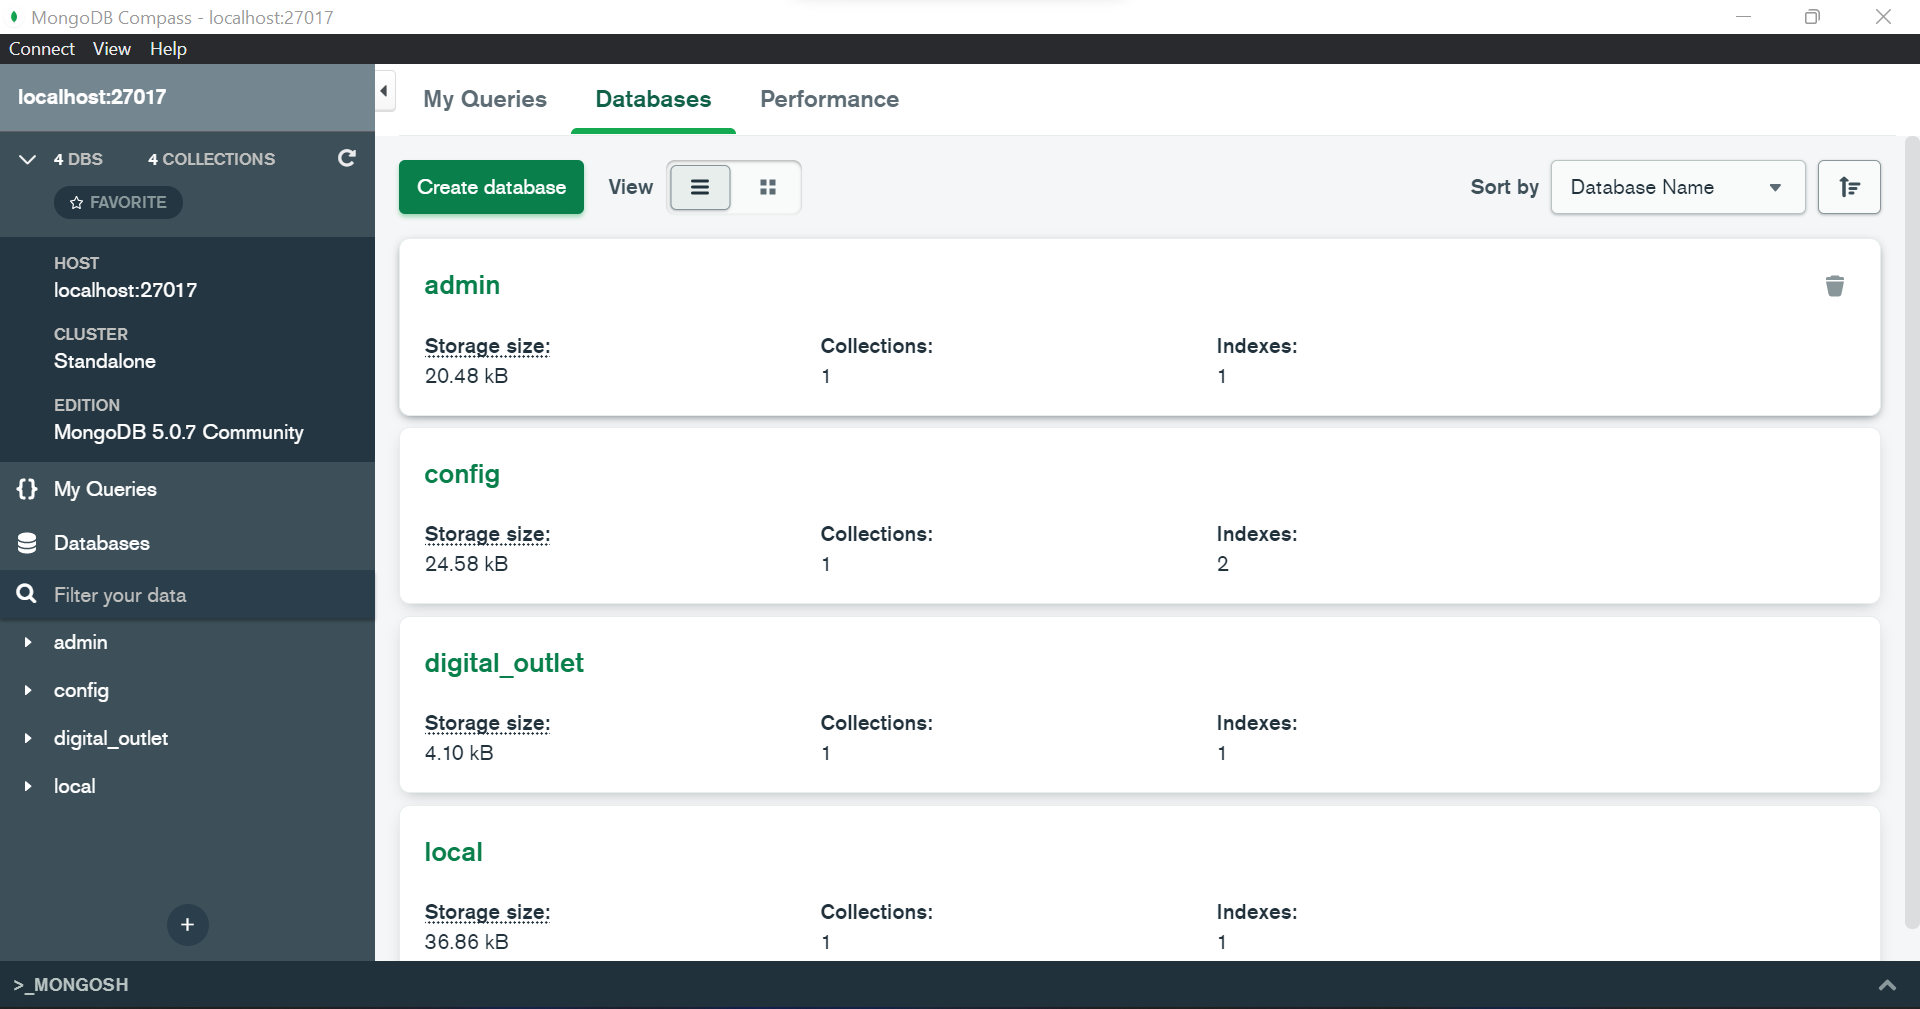 MongoDB Compass - localhost:27017
Connect View Help
localhost:27017
4 DBS 4 COLLECTIONS
FAVORITE
HOST
localhost:27017
CLUSTER
Standalone
EDITION
MongoDB 5.0.7 Community
{} My Queries
Databases
Filter your data
admin
config
digital_outlet
local
+
My Queries Databases Performance
Create database View Sort by Database Name
admin
Storage size: Collections: Indexes:
20.48 kB 1 1
config
Storage size: Collections: Indexes:
24.58 kB 1 2
digital_outlet
Storage size: Collections: Indexes:
4.10 kB 1 1
local
Storage size: Collections: Indexes:
36.86 kB 1 1
>_MONGOSH